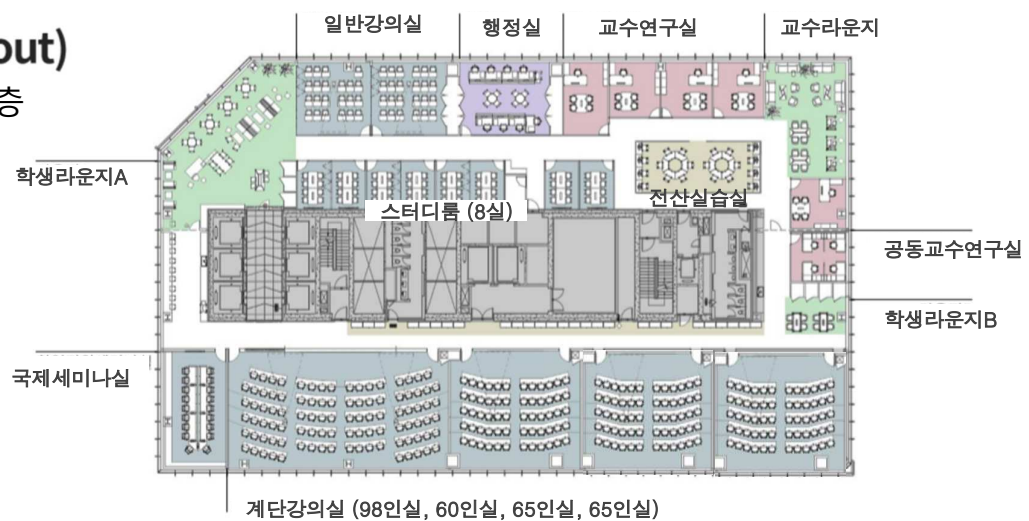 out)
층
일반강의실
행정실
교수연구실
교수라운지
학생라운지A
스터디룸 (8실)
전산실습실
공동교수연구실
학생라운지B
국제세미나실
계단강의실 (98인실, 60인실, 65인실, 65인실)